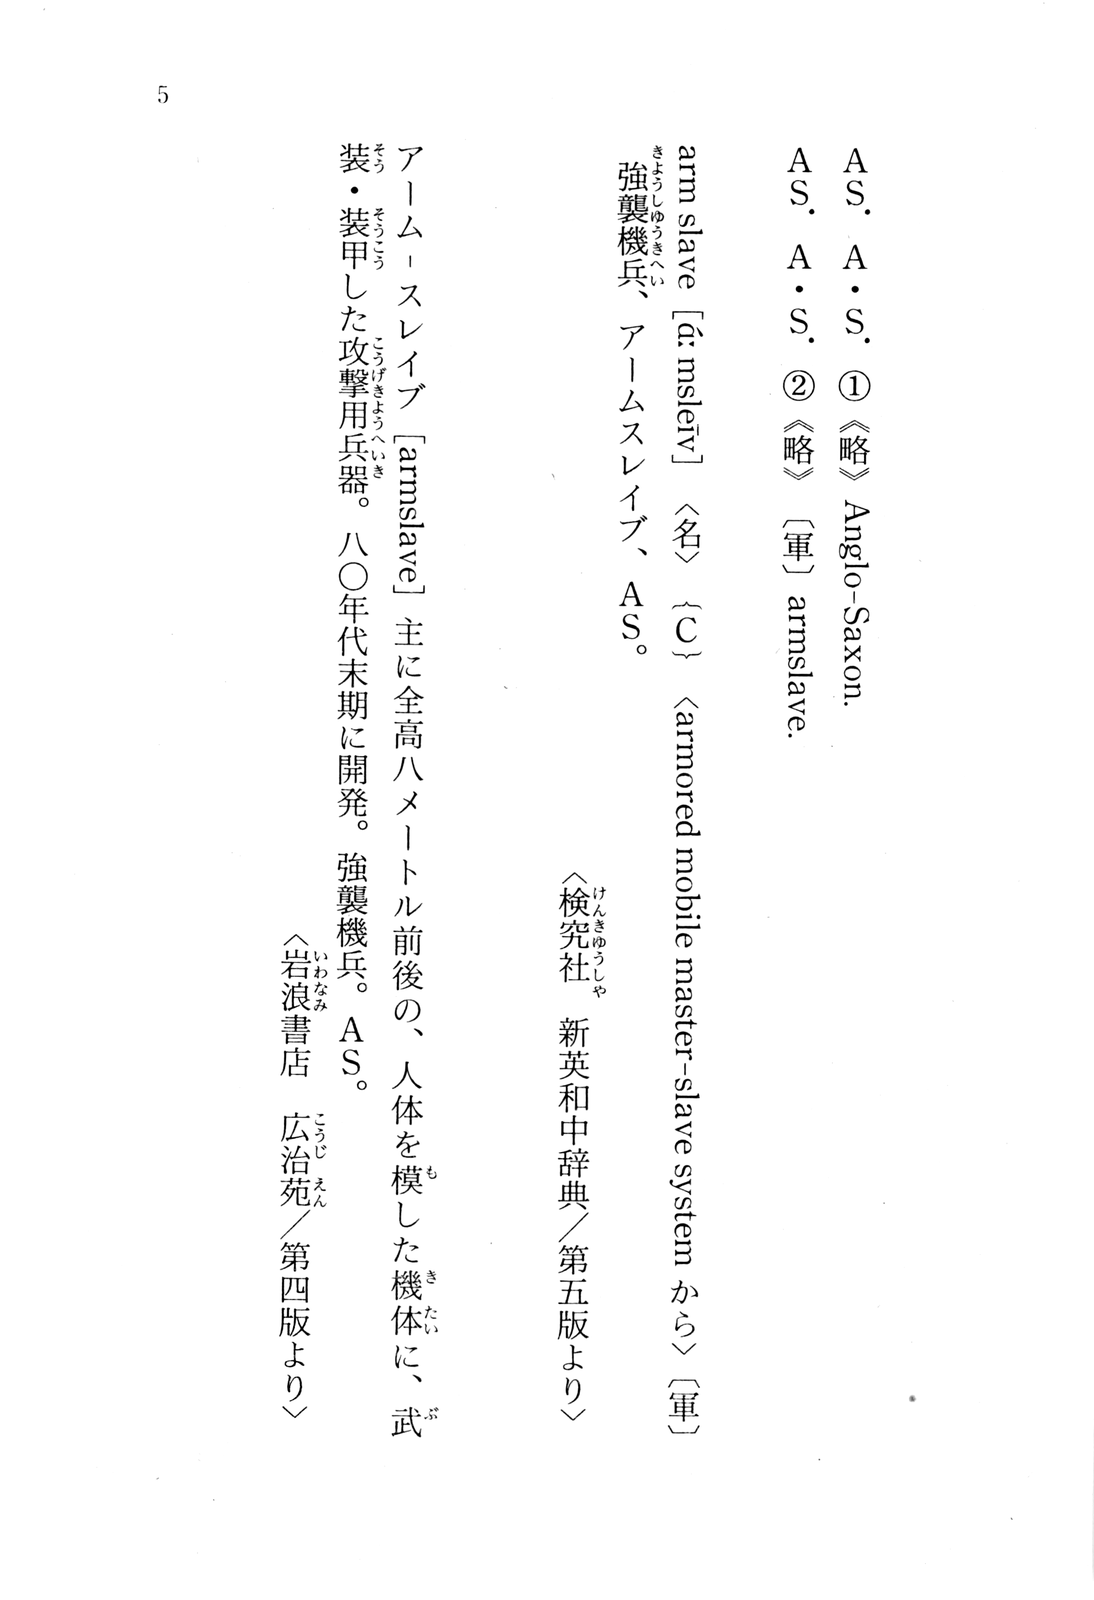 5
AS. A・S. ①《略》Anglo-Saxon.
AS. A・S. ②《略》〔軍〕armslave.
arm slave [ɑ́ː msleīv] 〈名〉 {C} 〈armored mobile master-slave system から〉〔軍〕
強襲機兵、アームスレイブ、AS。
〈検究社 新英和中辞典/第五版より〉
アーム-スレイブ [armslave] 主に全高八メートル前後の、人体を模した機体に、武
装・装甲した攻撃用兵器。八〇年代末期に開発。強襲機兵。AS。
〈岩浪書店 広治苑/第四版より〉